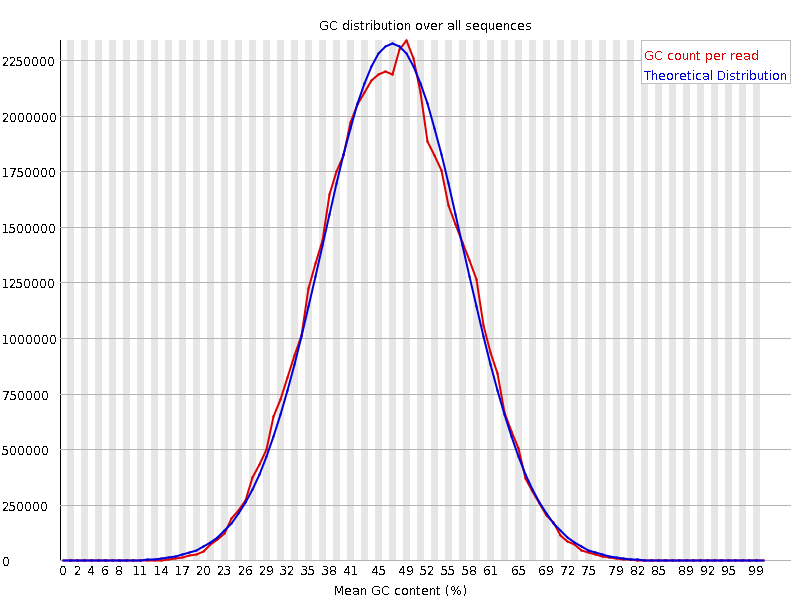 GC distribution over all sequences
GC count per read
Theoretical Distribution
2250000
2000000
1750000
1500000
1250000
1000000
750000
500000
250000
0
0 2 4 6 8 11 14 17 20 23 26 29 32 35 38 41 45 49 52 55 58 61 65 69 72 75 79 82 85 89 92 95 99
Mean GC content (%)